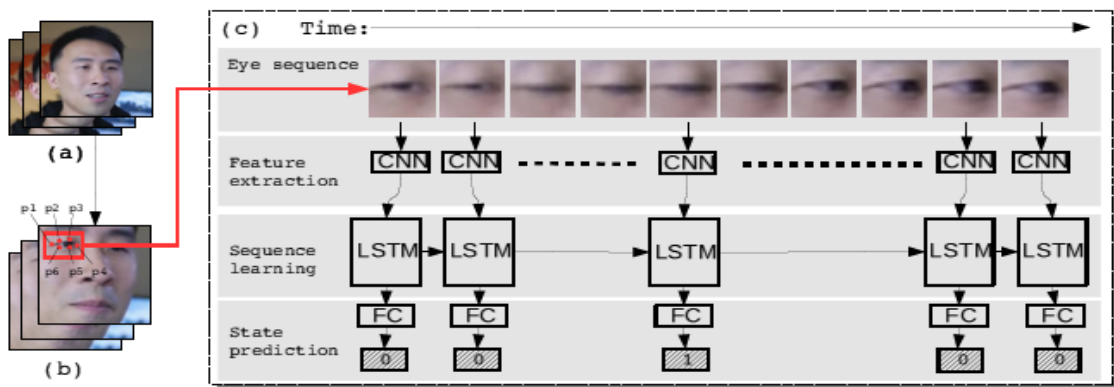 (c) Time:
Eye sequence
(a)
Feature
extraction
CNN CNN CNN CNN CNN
p1 p2 p3
p6 p5 p4
Sequence
learning
LSTM LSTM LSTM LSTM LSTM
State
prediction
FC FC FC FC FC
0 0 1 0 0
(b)